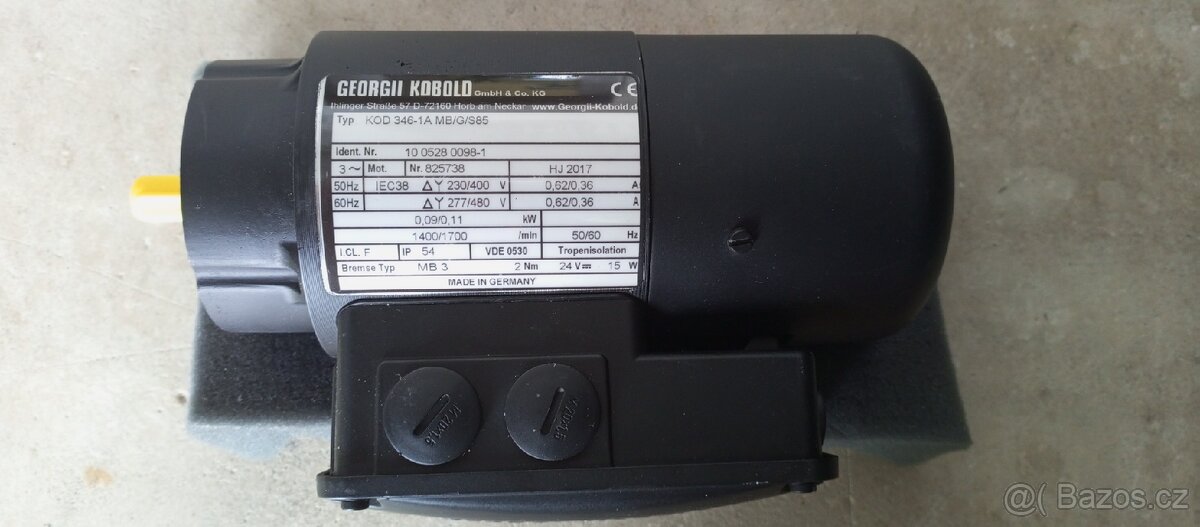 GEORGII KOBOLD GmbH & Co. KG CE
Ihlinger Straße 57 D-72160 Horb am Neckar www.Georgii-Kobold.de
Typ KOD 346-1A MB/G/S85
Ident. Nr. 10 0528 0098-1
3~ Mot. Nr. 825738 HJ 2017
50Hz IEC38 Δ Y 230/400 V 0,62/0,36 A
60Hz Δ Y 277/480 V 0,62/0,36 A
0,09/0,11 kW
1400/1700 /min 50/60 Hz
I.CL. F IP 54 VDE 0530 Tropenisolation
Bremse Typ MB 3 2 Nm 24 V⎓ 15 W
MADE IN GERMANY
@( Bazos.cz